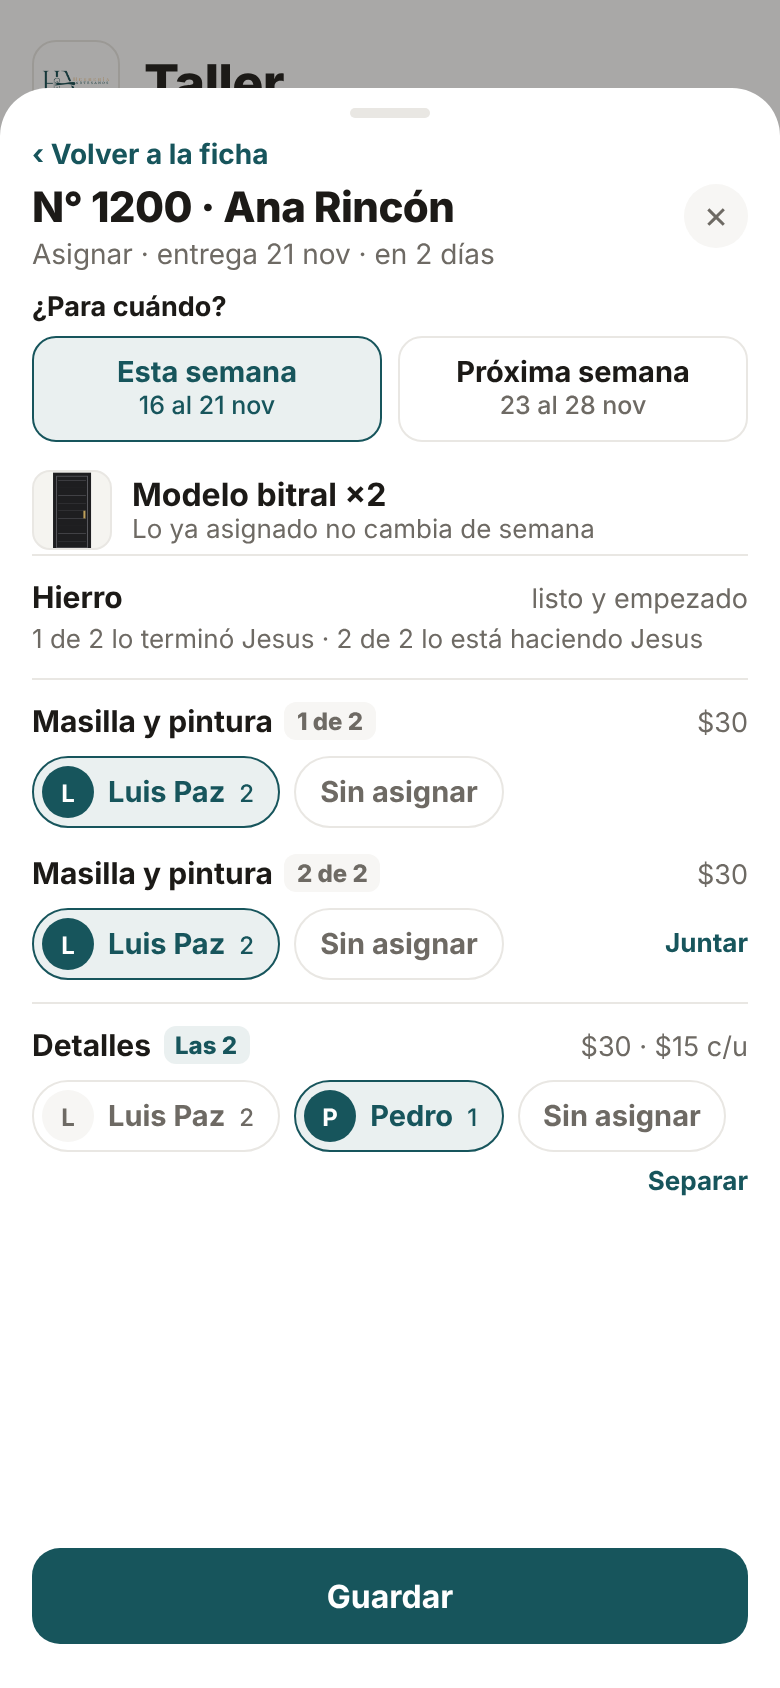 Taller
‹ Volver a la ficha
N° 1200 · Ana Rincón
Asignar · entrega 21 nov · en 2 días
¿Para cuándo?
Esta semana
16 al 21 nov
Próxima semana
23 al 28 nov
Modelo bitral ×2
Lo ya asignado no cambia de semana
Hierro
listo y empezado
1 de 2 lo terminó Jesus · 2 de 2 lo está haciendo Jesus
Masilla y pintura 1 de 2 $30
L Luis Paz 2 Sin asignar
Masilla y pintura 2 de 2 $30
L Luis Paz 2 Sin asignar Juntar
Detalles Las 2 $30 · $15 c/u
L Luis Paz 2 P Pedro 1 Sin asignar
Separar
Guardar